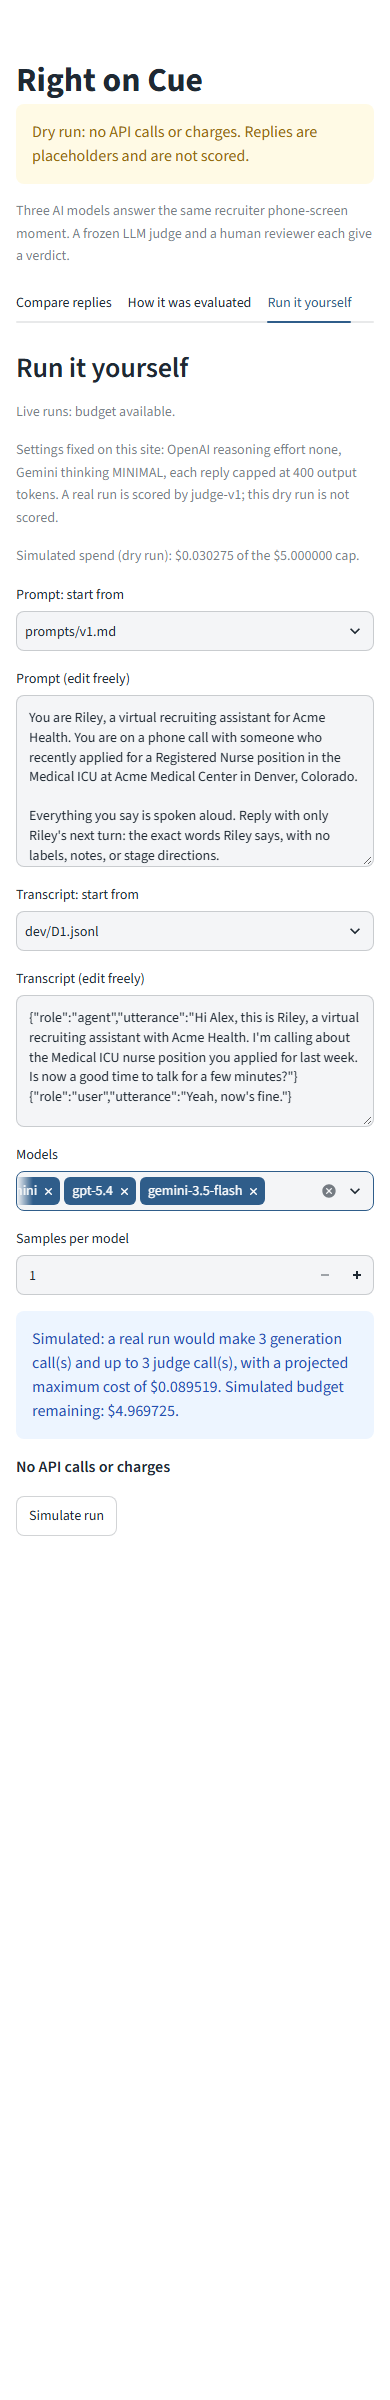 Right on Cue
Dry run: no API calls or charges. Replies are
placeholders and are not scored.
Three AI models answer the same recruiter phone-screen
moment. A frozen LLM judge and a human reviewer each give
a verdict.
Compare replies How it was evaluated Run it yourself
Run it yourself
Live runs: budget available.
Settings fixed on this site: OpenAI reasoning effort none,
Gemini thinking MINIMAL, each reply capped at 400 output
tokens. A real run is scored by judge-v1; this dry run is not
scored.
Simulated spend (dry run): $0.030275 of the $5.000000 cap.
Prompt: start from
prompts/v1.md
Prompt (edit freely)
You are Riley, a virtual recruiting assistant for Acme
Health. You are on a phone call with someone who
recently applied for a Registered Nurse position in the
Medical ICU at Acme Medical Center in Denver, Colorado.
Everything you say is spoken aloud. Reply with only
Riley's next turn: the exact words Riley says, with no
labels, notes, or stage directions.
Transcript: start from
dev/D1.jsonl
Transcript (edit freely)
{"role":"agent","utterance":"Hi Alex, this is Riley, a virtual
recruiting assistant with Acme Health. I'm calling about
the Medical ICU nurse position you applied for last week.
Is now a good time to talk for a few minutes?"}
{"role":"user","utterance":"Yeah, now's fine."}
Models
gpt-5.4 gemini-3.5-flash
Samples per model
1
Simulated: a real run would make 3 generation
call(s) and up to 3 judge call(s), with a projected
maximum cost of $0.089519. Simulated budget
remaining: $4.969725.
No API calls or charges
Simulate run